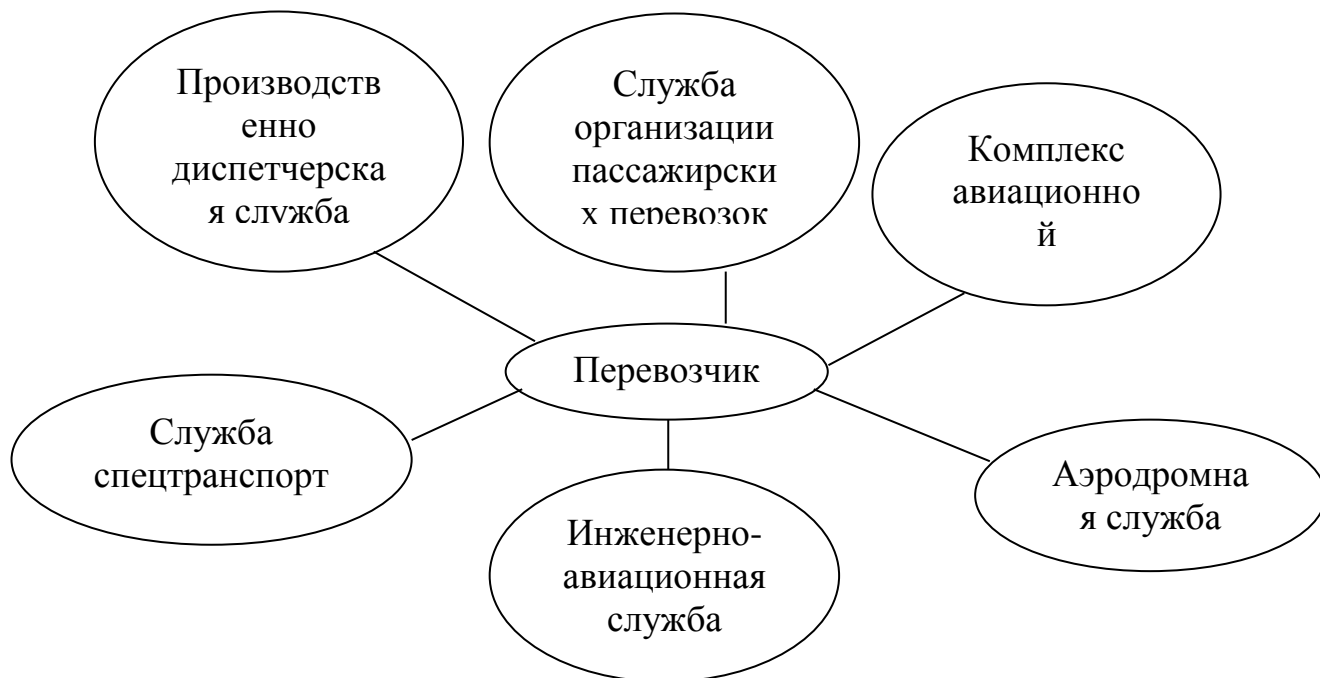 Производств
енно
диспетчерска
я служба
Служба
организации
пассажирски
х перевозок
Комплекс
авиационно
й
Перевозчик
Служба
спецтранспорт
Инженерно-
авиационная
служба
Аэродромна
я служба